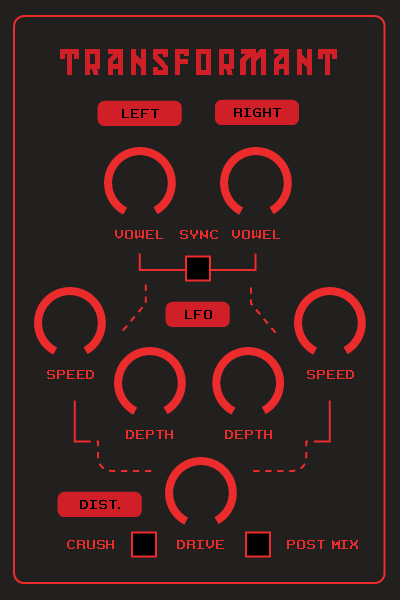 TRANSFORMANT
LEFT RIGHT
VOWEL SYNC VOWEL
LFO
SPEED SPEED
DEPTH DEPTH
DIST.
CRUSH DRIVE POST MIX